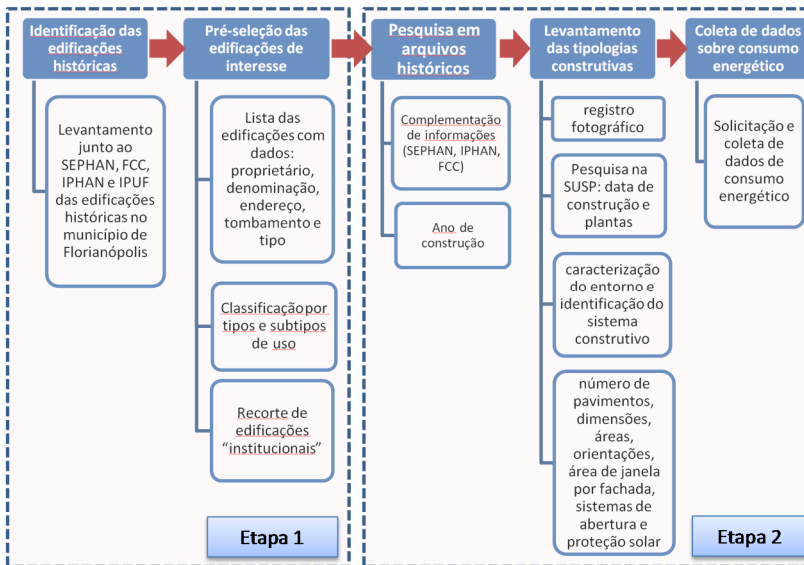 Identificação das
edificações
históricas
Levantamento
junto ao
SEPHAN, FCC,
IPHAN e IPUF
das edificações
históricas no
município de
Florianópolis
Pré-seleção das
edificações de
interesse
Lista das
edificações com
dados:
proprietário,
denominação,
endereço,
tombamento e
tipo
Classificação por
tipos e subtipos
de uso
Recorte de
edificações
“institucionais”
Etapa 1
Pesquisa em
arquivos
históricos
Complementação
de informações
(SEPHAN, IPHAN,
FCC)
Ano de
construção
Levantamento
das tipologias
construtivas
registro
fotográfico
Pesquisa na
SUSP: data de
construção e
plantas
caracterização
do entorno e
identificação do
sistema
construtivo
número de
pavimentos,
dimensões,
áreas,
orientações,
área de janela
por fachada,
sistemas de
abertura e
proteção solar
Coleta de dados
sobre consumo
energético
Solicitação e
coleta de
dados de
consumo
energético
Etapa 2